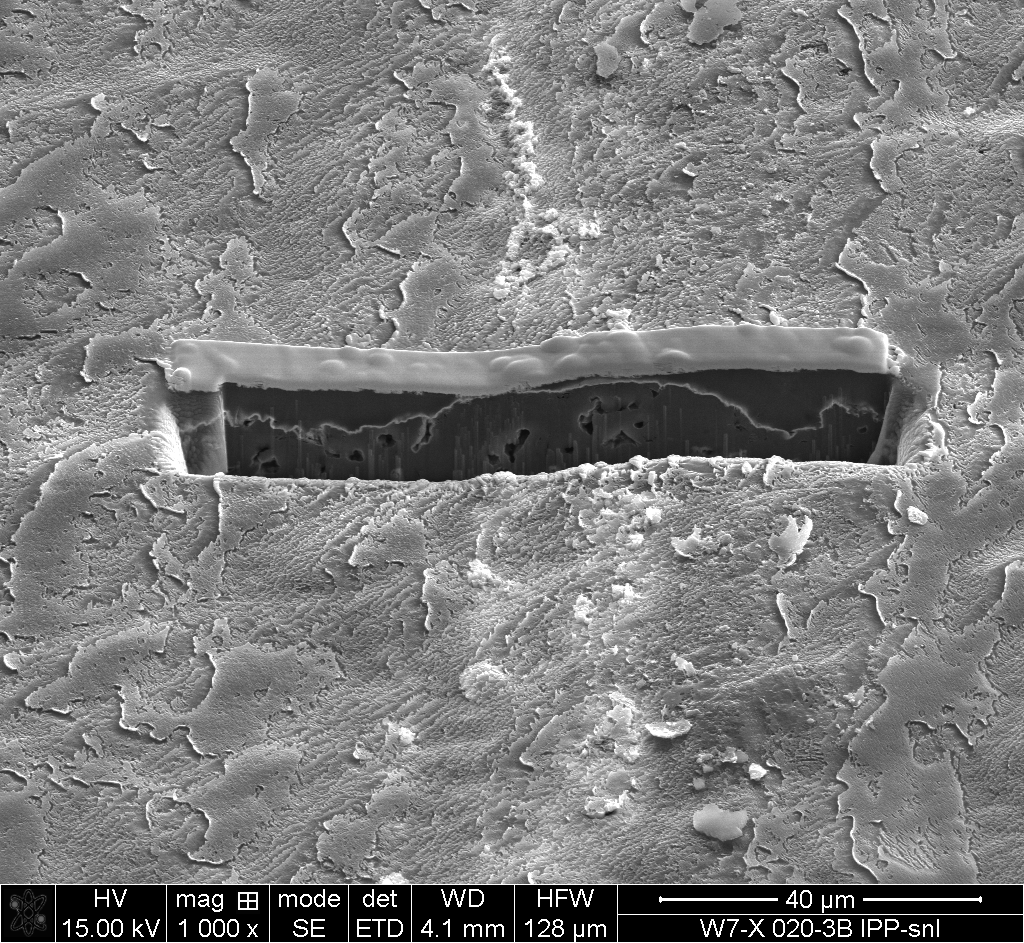 HV mag mode det WD HFW 40 µm
15.00 kV 1 000 x SE ETD 4.1 mm 128 µm W7-X 020-3B IPP-snl